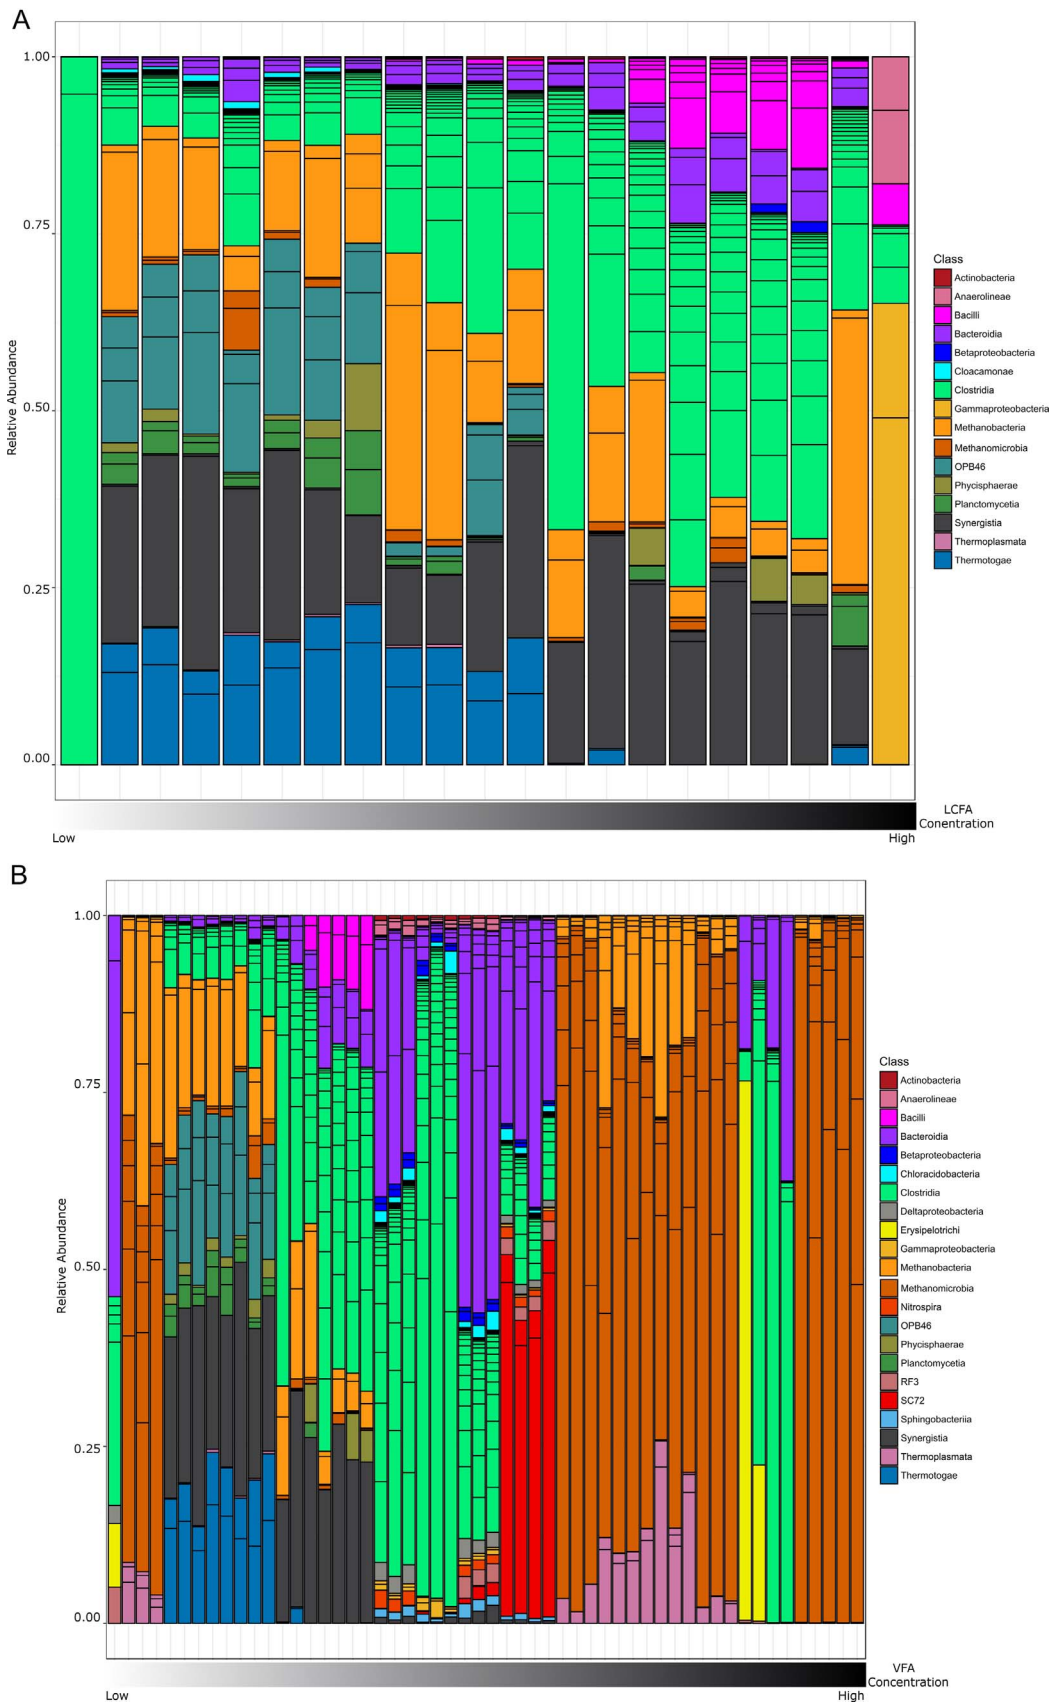 A
1.00
0.75
0.50
0.25
0.00
Relative Abundance
Class
Actinobacteria
Anaerolineae
Bacilli
Bacteroidia
Betaproteobacteria
Cloacamonae
Clostridia
Gammaproteobacteria
Methanobacteria
Methanomicrobia
OPB46
Phycisphaerae
Planctomycetia
Synergistia
Thermoplasmata
Thermotogae
LCFA
Conentration
Low
High
B
1.00
0.75
0.50
0.25
0.00
Relative Abundance
Class
Actinobacteria
Anaerolineae
Bacilli
Bacteroidia
Betaproteobacteria
Chloracidobacteria
Clostridia
Deltaproteobacteria
Erysipelotrichi
Gammaproteobacteria
Methanobacteria
Methanomicrobia
Nitrospira
OPB46
Phycisphaerae
Planctomycetia
RF3
SC72
Sphingobacteriia
Synergistia
Thermoplasmata
Thermotogae
VFA
Concentration
Low
High